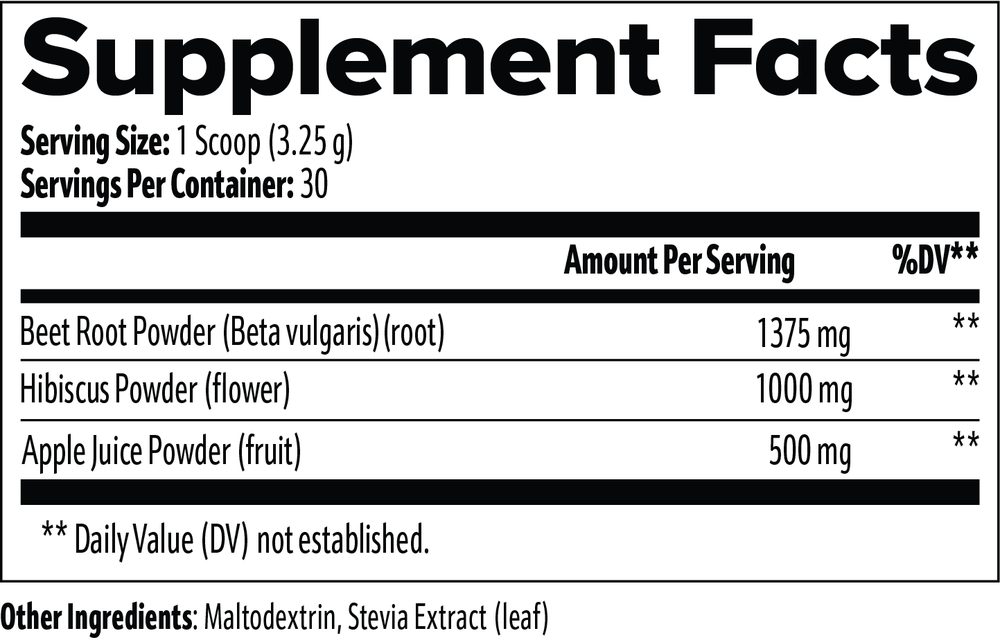 Supplement Facts
Serving Size: 1 Scoop (3.25 g)
Servings Per Container: 30
Amount Per Serving %DV**
Beet Root Powder (Beta vulgaris) (root) 1375 mg **
Hibiscus Powder (flower) 1000 mg **
Apple Juice Powder (fruit) 500 mg **
** Daily Value (DV) not established.
Other Ingredients: Maltodextrin, Stevia Extract (leaf)